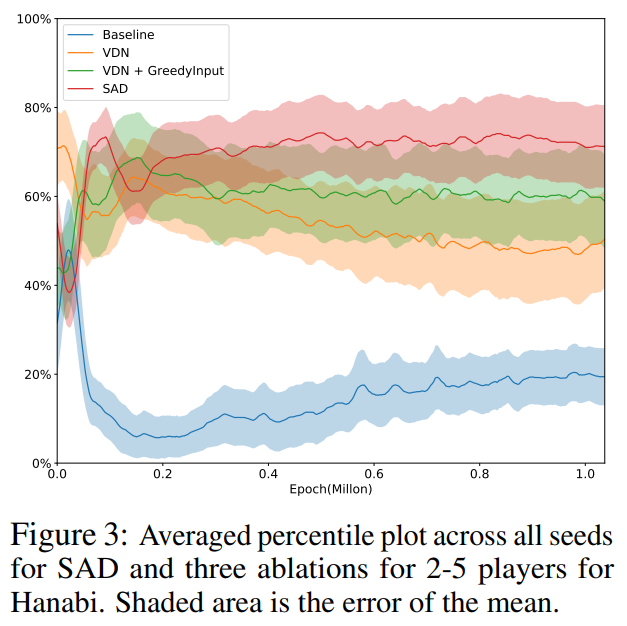 100%
80%
60%
40%
20%
0%
Baseline
VDN
VDN + GreedyInput
SAD
0.0
0.2
0.4
0.6
0.8
1.0
Epoch(Millon)
Figure 3: Averaged percentile plot across all seeds
for SAD and three ablations for 2-5 players for
Hanabi. Shaded area is the error of the mean.